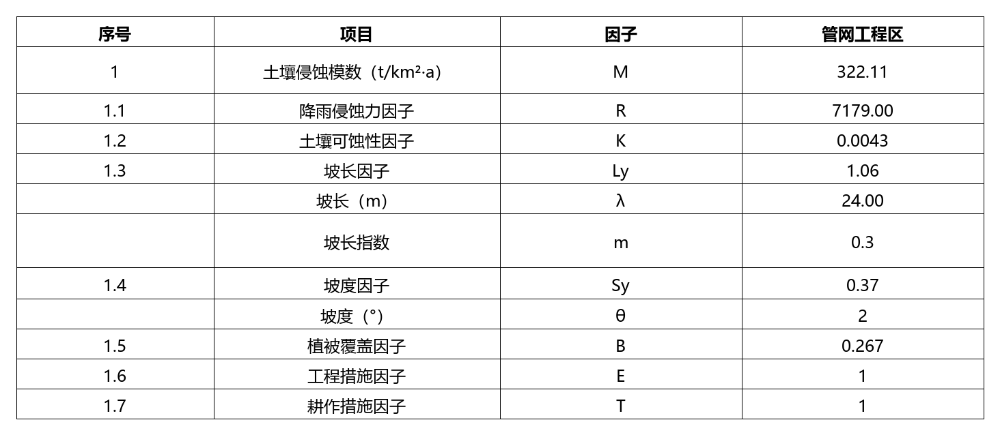 序号 项目 因子 管网工程区
1 土壤侵蚀模数（t/km²·a） M 322.11
1.1 降雨侵蚀力因子 R 7179.00
1.2 土壤可蚀性因子 K 0.0043
1.3 坡长因子 Ly 1.06
坡长（m） λ 24.00
坡长指数 m 0.3
1.4 坡度因子 Sy 0.37
坡度（°） θ 2
1.5 植被覆盖因子 B 0.267
1.6 工程措施因子 E 1
1.7 耕作措施因子 T 1